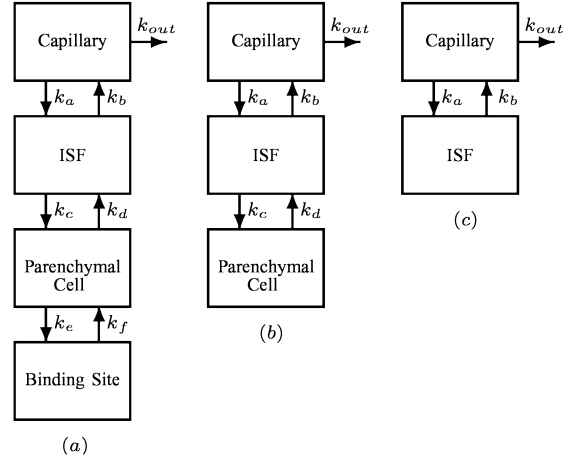 Capillary
k_out
k_a
k_b
ISF
k_c
k_d
Parenchymal
Cell
k_e
k_f
Binding Site
(a)
Capillary
k_out
k_a
k_b
ISF
k_c
k_d
Parenchymal
Cell
(b)
Capillary
k_out
k_a
k_b
ISF
(c)